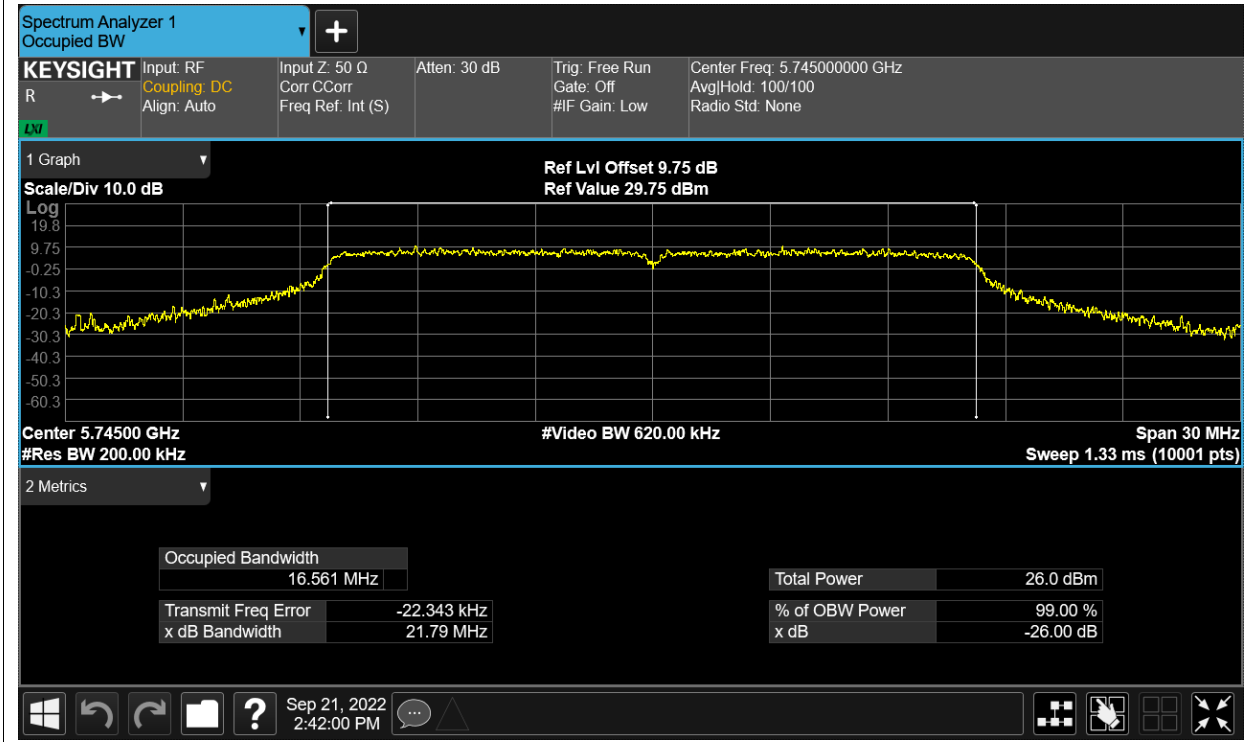 Spectrum Analyzer 1
Occupied BW
KEYSIGHT
R
LXI
Input: RF
Coupling: DC
Align: Auto
Input Z: 50 Ω
Corr CCorr
Freq Ref: Int (S)
Atten: 30 dB
Trig: Free Run
Gate: Off
#IF Gain: Low
Center Freq: 5.745000000 GHz
Avg|Hold: 100/100
Radio Std: None
1 Graph
Scale/Div 10.0 dB
Ref Lvl Offset 9.75 dB
Ref Value 29.75 dBm
Log
19.8
9.75
-0.25
-10.3
-20.3
-30.3
-40.3
-50.3
-60.3
Center 5.74500 GHz
#Video BW 620.00 kHz
Span 30 MHz
#Res BW 200.00 kHz
Sweep 1.33 ms (10001 pts)
2 Metrics
Occupied Bandwidth
16.561 MHz
Total Power 26.0 dBm
Transmit Freq Error -22.343 kHz
% of OBW Power 99.00 %
x dB Bandwidth 21.79 MHz
x dB -26.00 dB
?
Sep 21, 2022
2:42:00 PM